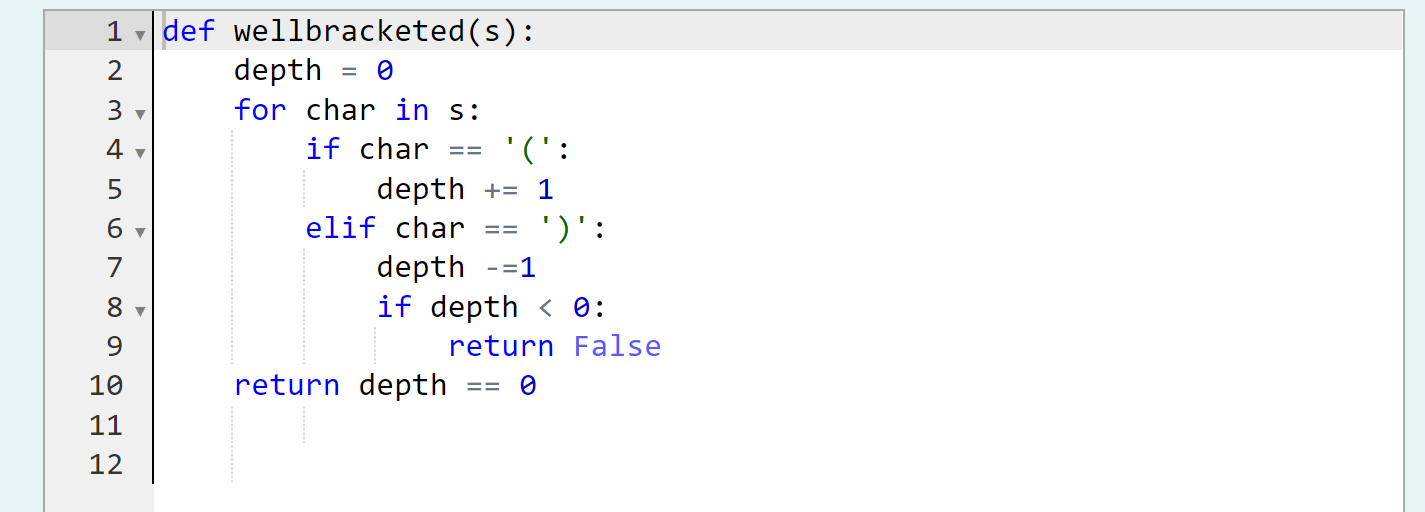 1 def wellbracketed(s):
2     depth = 0
3     for char in s:
4         if char == '(':
5             depth += 1
6         elif char == ')':
7             depth -=1
8             if depth < 0:
9                 return False
10     return depth == 0
11
12